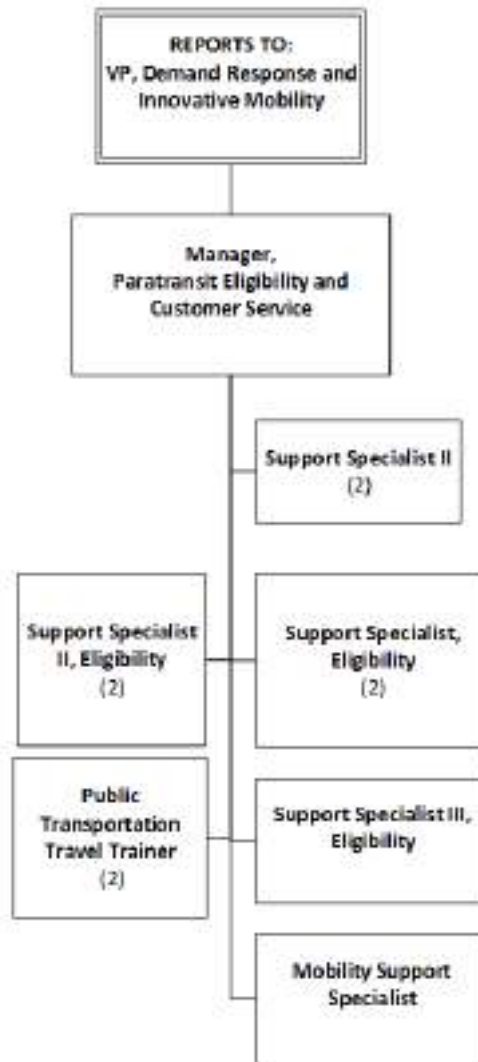 REPORTS TO:
VP, Demand Response and
Innovative Mobility
Manager,
Paratransit Eligibility and
Customer Service
Support Specialist II
(2)
Support Specialist
II, Eligibility
(2)
Support Specialist,
Eligibility
(2)
Public
Transportation
Travel Trainer
(2)
Support Specialist III,
Eligibility
Mobility Support
Specialist